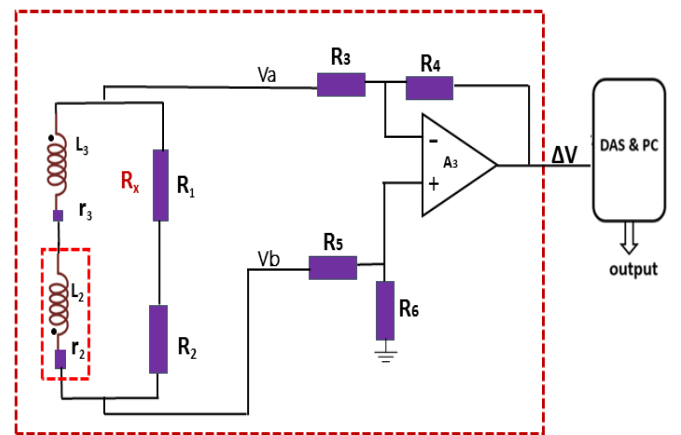 R₃
R₄
Va
L₃
Rₓ
R₁
r₃
-
A₃
+
ΔV
DAS & PC
output
Vb
R₅
L₂
R₆
r₂
R₂